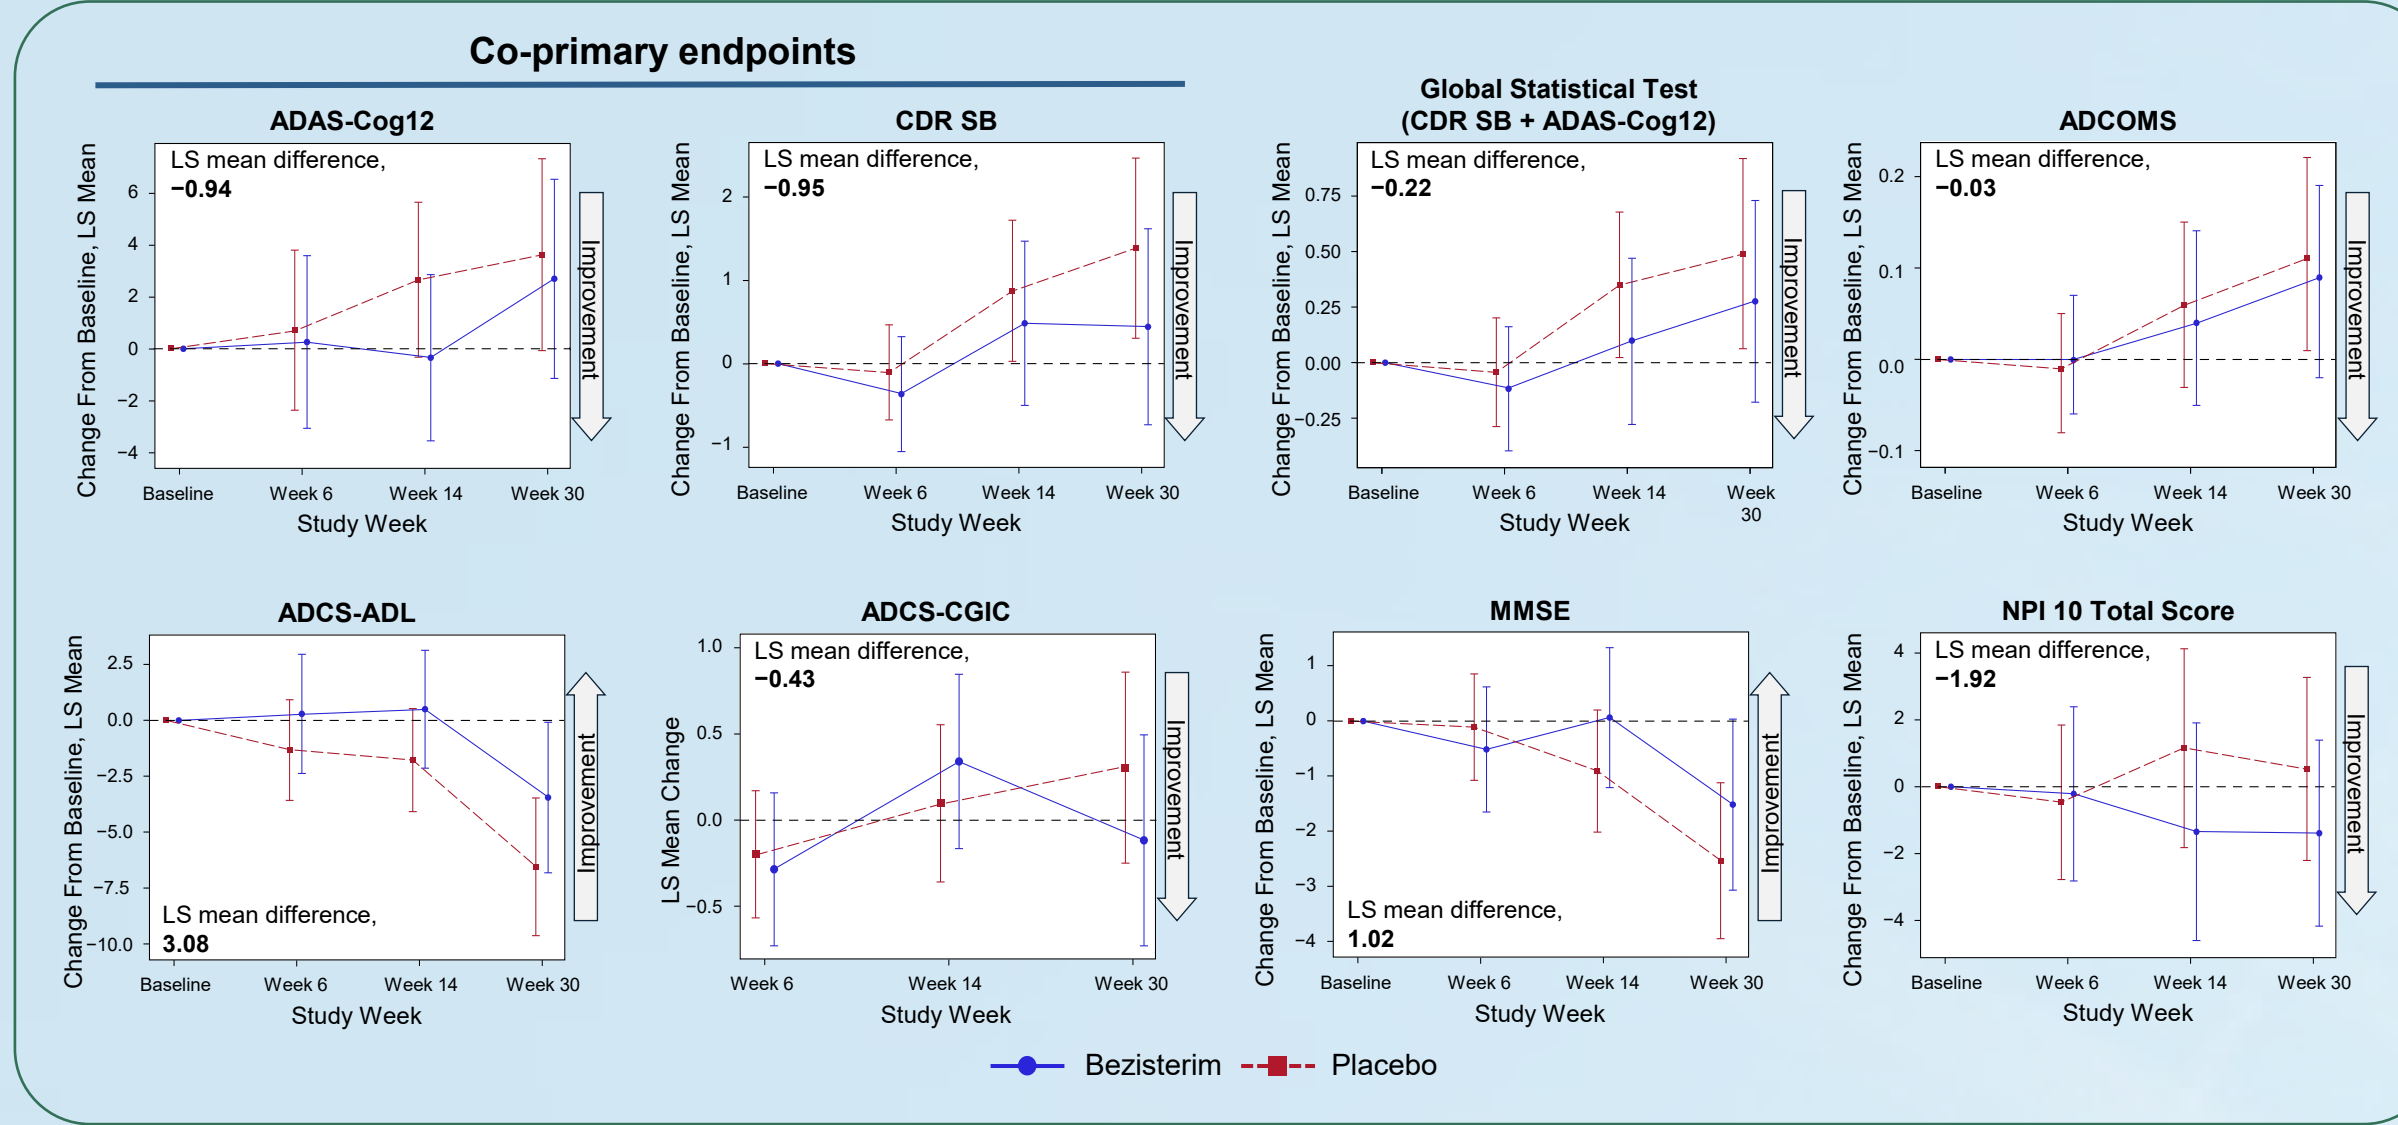 Co-primary endpoints
ADAS-Cog12
LS mean difference,
−0.94
Change From Baseline, LS Mean
6
4
2
0
−2
−4
Baseline
Week 6
Week 14
Week 30
Study Week
Improvement
CDR SB
LS mean difference,
−0.95
Change From Baseline, LS Mean
2
1
0
−1
Baseline
Week 6
Week 14
Week 30
Study Week
Improvement
Global Statistical Test
(CDR SB + ADAS-Cog12)
LS mean difference,
−0.22
Change From Baseline, LS Mean
0.75
0.50
0.25
0.00
−0.25
Baseline
Week 6
Week 14
Week
30
Study Week
Improvement
ADCOMS
LS mean difference,
−0.03
Change From Baseline, LS Mean
0.2
0.1
0.0
−0.1
Baseline
Week 6
Week 14
Week 30
Study Week
Improvement
ADCS-ADL
Change From Baseline, LS Mean
2.5
0.0
−2.5
−5.0
−7.5
−10.0
LS mean difference,
3.08
Baseline
Week 6
Week 14
Week 30
Study Week
Improvement
ADCS-CGIC
LS mean difference,
−0.43
LS Mean Change
1.0
0.5
0.0
−0.5
Week 6
Week 14
Week 30
Study Week
Improvement
MMSE
Change From Baseline, LS Mean
1
0
−1
−2
−3
−4
LS mean difference,
1.02
Baseline
Week 6
Week 14
Week 30
Study Week
Improvement
NPI 10 Total Score
LS mean difference,
−1.92
Change From Baseline, LS Mean
4
2
0
−2
−4
Baseline
Week 6
Week 14
Week 30
Study Week
Improvement
Bezisterim
Placebo